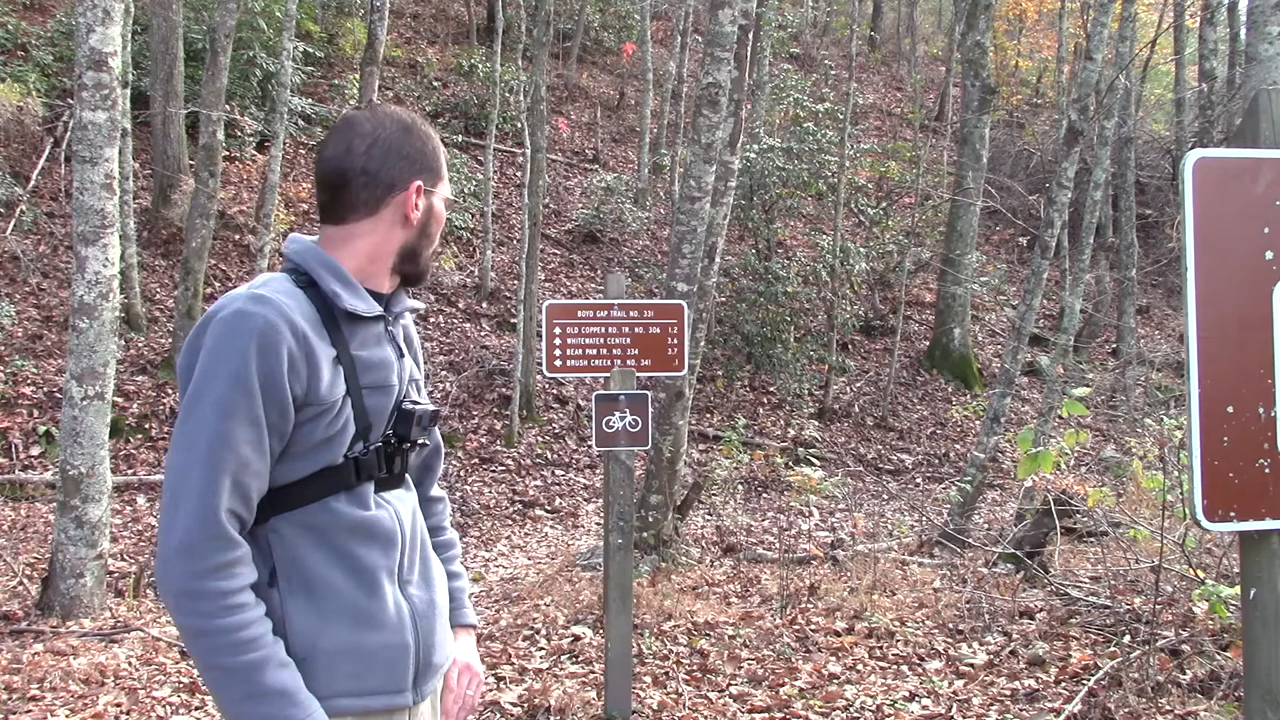 BOYD GAP TRAIL NO. 331
OLD COPPER RD. TR. NO. 306 1.2
WHITEWATER CENTER 3.6
BEAR PAW TR. NO. 334 3.7
BRUSH CREEK TR. NO. 341 .1